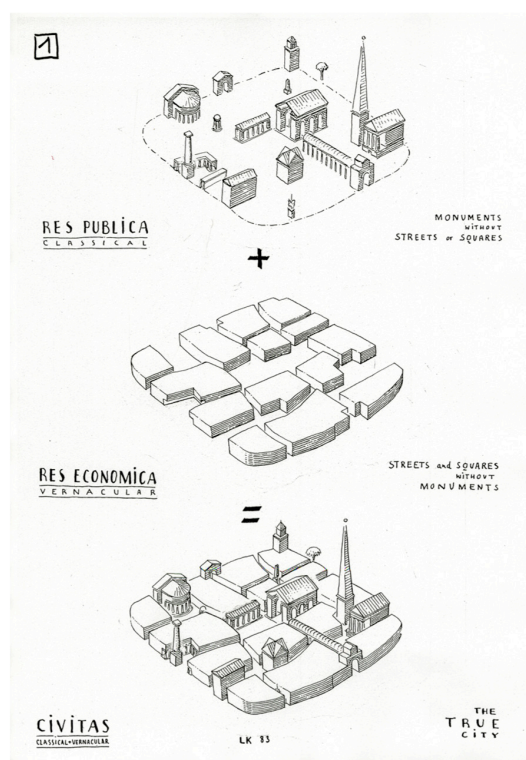 1
RES PUBLICA
CLASSICAL
MONUMENTS
WITHOUT
STREETS or SQUARES
+
RES ECONOMICA
VERNACULAR
STREETS and SQUARES
WITHOUT
MONUMENTS
=
CiViTAS
CLASSICAL+VERNACULAR
LK 83
THE
TRUE
CiTY